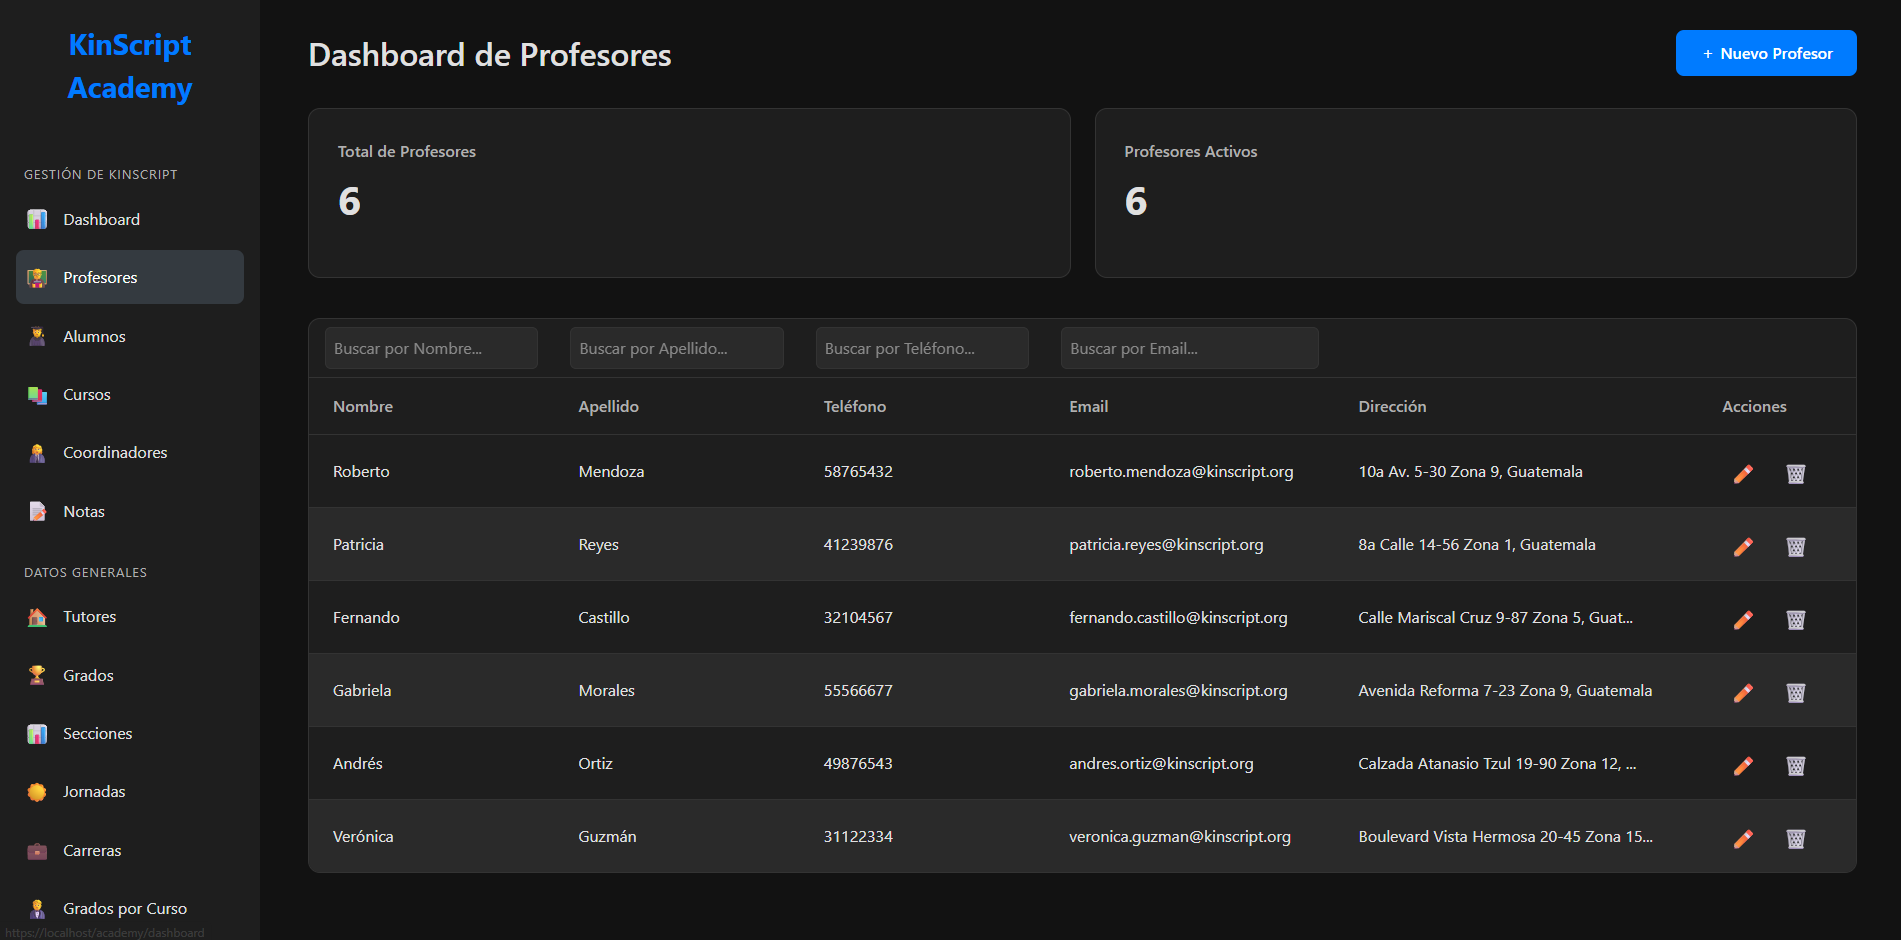 KinScript
Academy
GESTIÓN DE KINSCRIPT
Dashboard
Profesores
Alumnos
Cursos
Coordinadores
Notas
DATOS GENERALES
Tutores
Grados
Secciones
Jornadas
Carreras
Grados por Curso
https://localhost/academy/dashboard
Dashboard de Profesores
+ Nuevo Profesor
Total de Profesores
6
Profesores Activos
6
Buscar por Nombre... Buscar por Apellido... Buscar por Teléfono... Buscar por Email...
Nombre Apellido Teléfono Email Dirección Acciones
Roberto Mendoza 58765432 roberto.mendoza@kinscript.org 10a Av. 5-30 Zona 9, Guatemala
Patricia Reyes 41239876 patricia.reyes@kinscript.org 8a Calle 14-56 Zona 1, Guatemala
Fernando Castillo 32104567 fernando.castillo@kinscript.org Calle Mariscal Cruz 9-87 Zona 5, Guat...
Gabriela Morales 55566677 gabriela.morales@kinscript.org Avenida Reforma 7-23 Zona 9, Guatemala
Andrés Ortiz 49876543 andres.ortiz@kinscript.org Calzada Atanasio Tzul 19-90 Zona 12, ...
Verónica Guzmán 31122334 veronica.guzman@kinscript.org Boulevard Vista Hermosa 20-45 Zona 15...